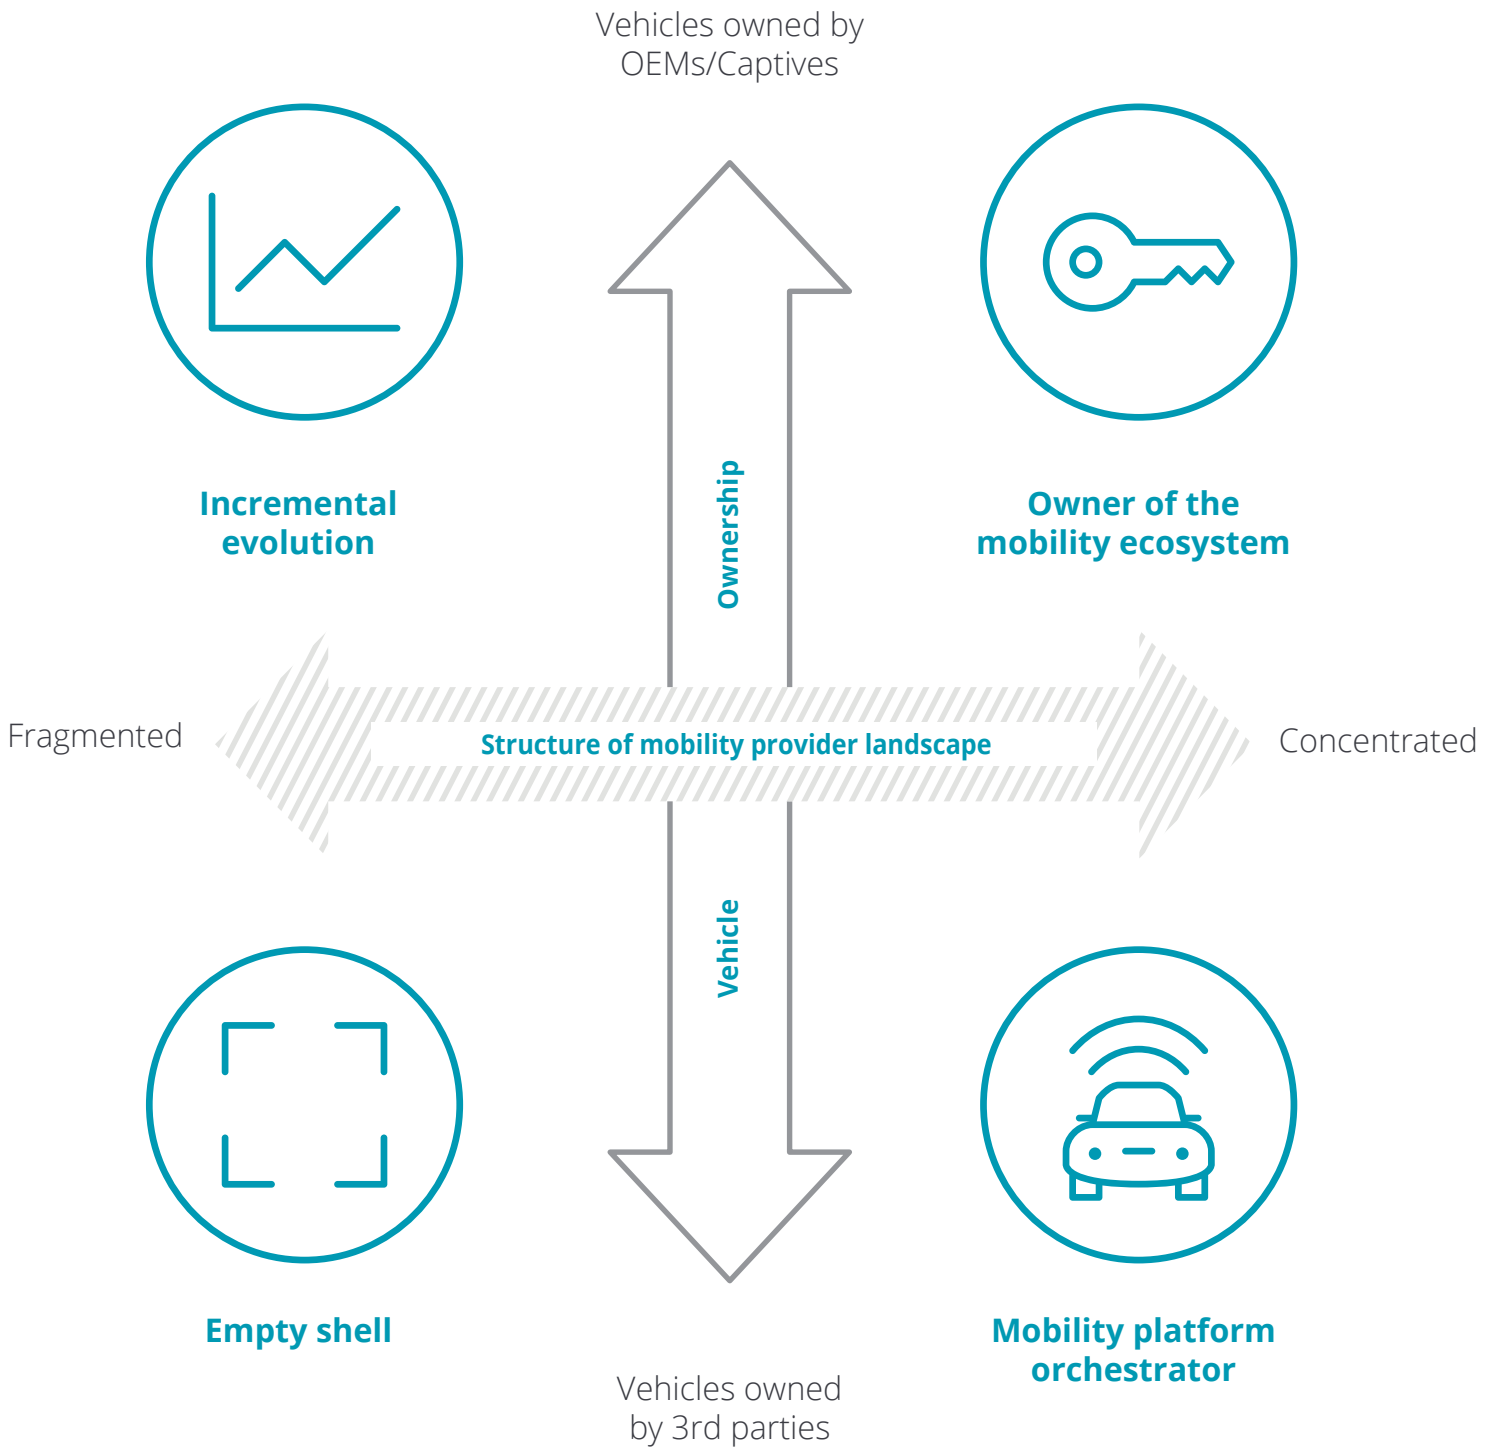 Vehicles owned by
OEMs/Captives
Incremental
evolution
Owner of the
mobility ecosystem
Ownership
Fragmented
Structure of mobility provider landscape
Concentrated
Vehicle
Empty shell
Mobility platform
orchestrator
Vehicles owned
by 3rd parties